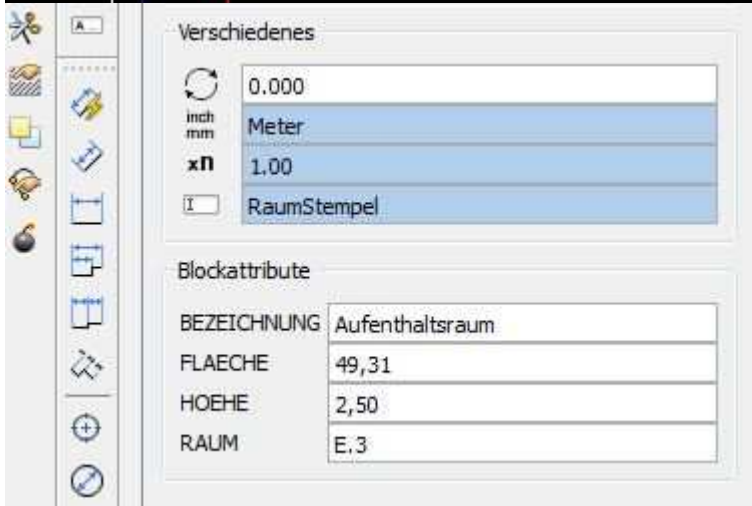 A...
Verschiedenes
0.000
inch
mm
Meter
xn 1.00
I RaumStempel
Blockattribute
BEZEICHNUNG Aufenthaltsraum
FLAECHE 49,31
HOEHE 2,50
RAUM E.3